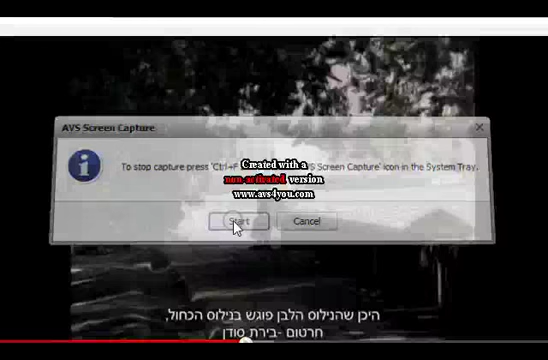 AVS Screen Capture
Created with a
To stop capture press 'Ctrl+F AVS Screen Capture' icon in the System Tray.
non-activated version
www.avs4you.com
Start Cancel
היכן שהנילוס הלבן פוגש בנילוס הכחול,
חרטום -בירת סודן